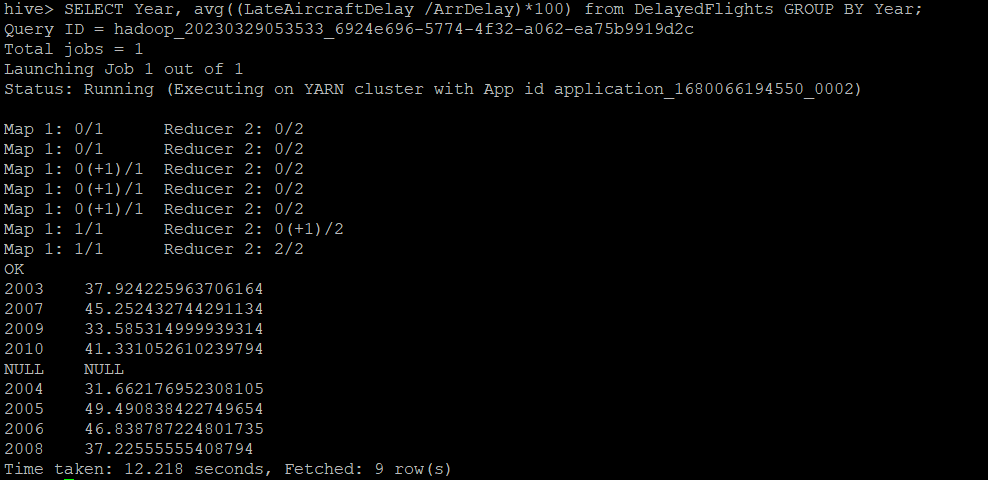 hive> SELECT Year, avg((LateAircraftDelay /ArrDelay)*100) from DelayedFlights GROUP BY Year;
Query ID = hadoop_20230329053533_6924e696-5774-4f32-a062-ea75b9919d2c
Total jobs = 1
Launching Job 1 out of 1
Status: Running (Executing on YARN cluster with App id application_1680066194550_0002)
Map 1: 0/1      Reducer 2: 0/2
Map 1: 0/1      Reducer 2: 0/2
Map 1: 0(+1)/1  Reducer 2: 0/2
Map 1: 0(+1)/1  Reducer 2: 0/2
Map 1: 0(+1)/1  Reducer 2: 0/2
Map 1: 1/1      Reducer 2: 0(+1)/2
Map 1: 1/1      Reducer 2: 2/2
OK
2003    37.924225963706164
2007    45.252432744291134
2009    33.585314999939314
2010    41.331052610239794
NULL    NULL
2004    31.662176952308105
2005    49.490838422749654
2006    46.838787224801735
2008    37.22555555408794
Time taken: 12.218 seconds, Fetched: 9 row(s)